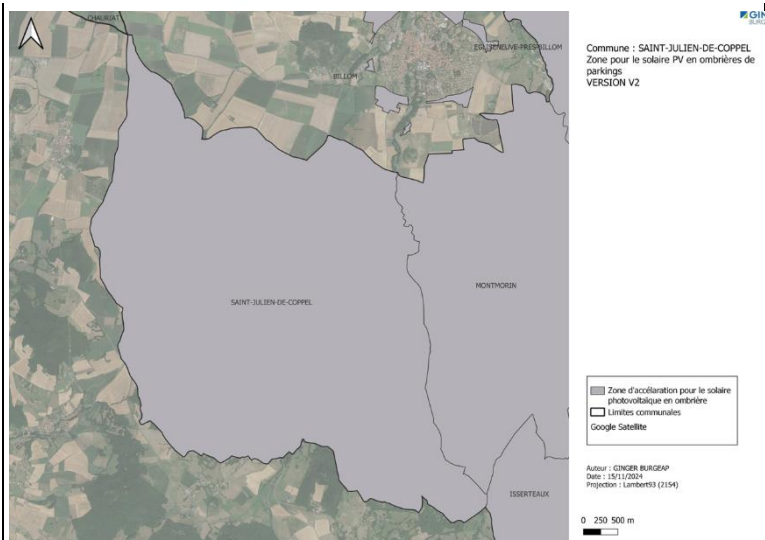 CHAURIAT
BILLOM
EGLISENEUVE-PRES-BILLOM
SAINT-JULIEN-DE-COPPEL
MONTMORIN
ISSERTEAUX
GIN
BURG
Commune : SAINT-JULIEN-DE-COPPEL
Zone pour le solaire PV en ombrières de
parkings
VERSION V2
Zone d'accélaration pour le solaire
photovoltaïque en ombrière
Limites communales
Google Satellite
Auteur : GINGER BURGEAP
Date : 15/11/2024
Projection : Lambert93 (2154)
0 250 500 m